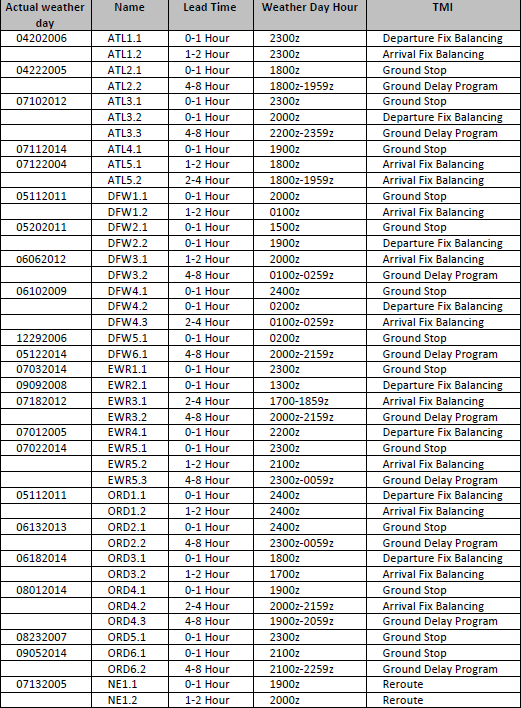 Actual weather day Name Lead Time Weather Day Hour TMI
04202006 ATL1.1 0-1 Hour 2300z Departure Fix Balancing
ATL1.2 1-2 Hour 2300z Arrival Fix Balancing
04222005 ATL2.1 0-1 Hour 1800z Ground Stop
ATL2.2 4-8 Hour 1800z-1959z Ground Delay Program
07102012 ATL3.1 0-1 Hour 2300z Ground Stop
ATL3.2 0-1 Hour 2000z Departure Fix Balancing
ATL3.3 4-8 Hour 2200z-2359z Ground Delay Program
07112014 ATL4.1 0-1 Hour 1900z Ground Stop
07122004 ATL5.1 1-2 Hour 1800z Arrival Fix Balancing
ATL5.2 2-4 Hour 1800z-1959z Arrival Fix Balancing
05112011 DFW1.1 0-1 Hour 2000z Ground Stop
DFW1.2 1-2 Hour 0100z Arrival Fix Balancing
05202011 DFW2.1 0-1 Hour 1500z Ground Stop
DFW2.2 0-1 Hour 1900z Departure Fix Balancing
06062012 DFW3.1 1-2 Hour 2000z Arrival Fix Balancing
DFW3.2 4-8 Hour 0100z-0259z Ground Delay Program
06102009 DFW4.1 0-1 Hour 2400z Ground Stop
DFW4.2 0-1 Hour 0200z Departure Fix Balancing
DFW4.3 2-4 Hour 0100z-0259z Arrival Fix Balancing
12292006 DFW5.1 0-1 Hour 0200z Ground Stop
05122014 DFW6.1 4-8 Hour 2000z-2159z Ground Delay Program
07032014 EWR1.1 0-1 Hour 2300z Ground Stop
09092008 EWR2.1 0-1 Hour 1300z Departure Fix Balancing
07182012 EWR3.1 2-4 Hour 1700-1859z Arrival Fix Balancing
EWR3.2 4-8 Hour 2000z-2159z Ground Delay Program
07012005 EWR4.1 0-1 Hour 2200z Departure Fix Balancing
07022014 EWR5.1 0-1 Hour 2300z Ground Stop
EWR5.2 1-2 Hour 2100z Arrival Fix Balancing
EWR5.3 4-8 Hour 2300z-0059z Ground Delay Program
05112011 ORD1.1 0-1 Hour 2400z Departure Fix Balancing
ORD1.2 1-2 Hour 2400z Arrival Fix Balancing
06132013 ORD2.1 0-1 Hour 2400z Ground Stop
ORD2.2 4-8 Hour 2300z-0059z Ground Delay Program
06182014 ORD3.1 0-1 Hour 1800z Departure Fix Balancing
ORD3.2 1-2 Hour 1700z Arrival Fix Balancing
08012014 ORD4.1 0-1 Hour 1900z Ground Stop
ORD4.2 2-4 Hour 2000z-2159z Arrival Fix Balancing
ORD4.3 4-8 Hour 1900z-2059z Ground Delay Program
08232007 ORD5.1 0-1 Hour 2300z Ground Stop
09052014 ORD6.1 0-1 Hour 2100z Ground Stop
ORD6.2 4-8 Hour 2100z-2259z Ground Delay Program
07132005 NE1.1 0-1 Hour 1900z Reroute
NE1.2 1-2 Hour 2000z Reroute